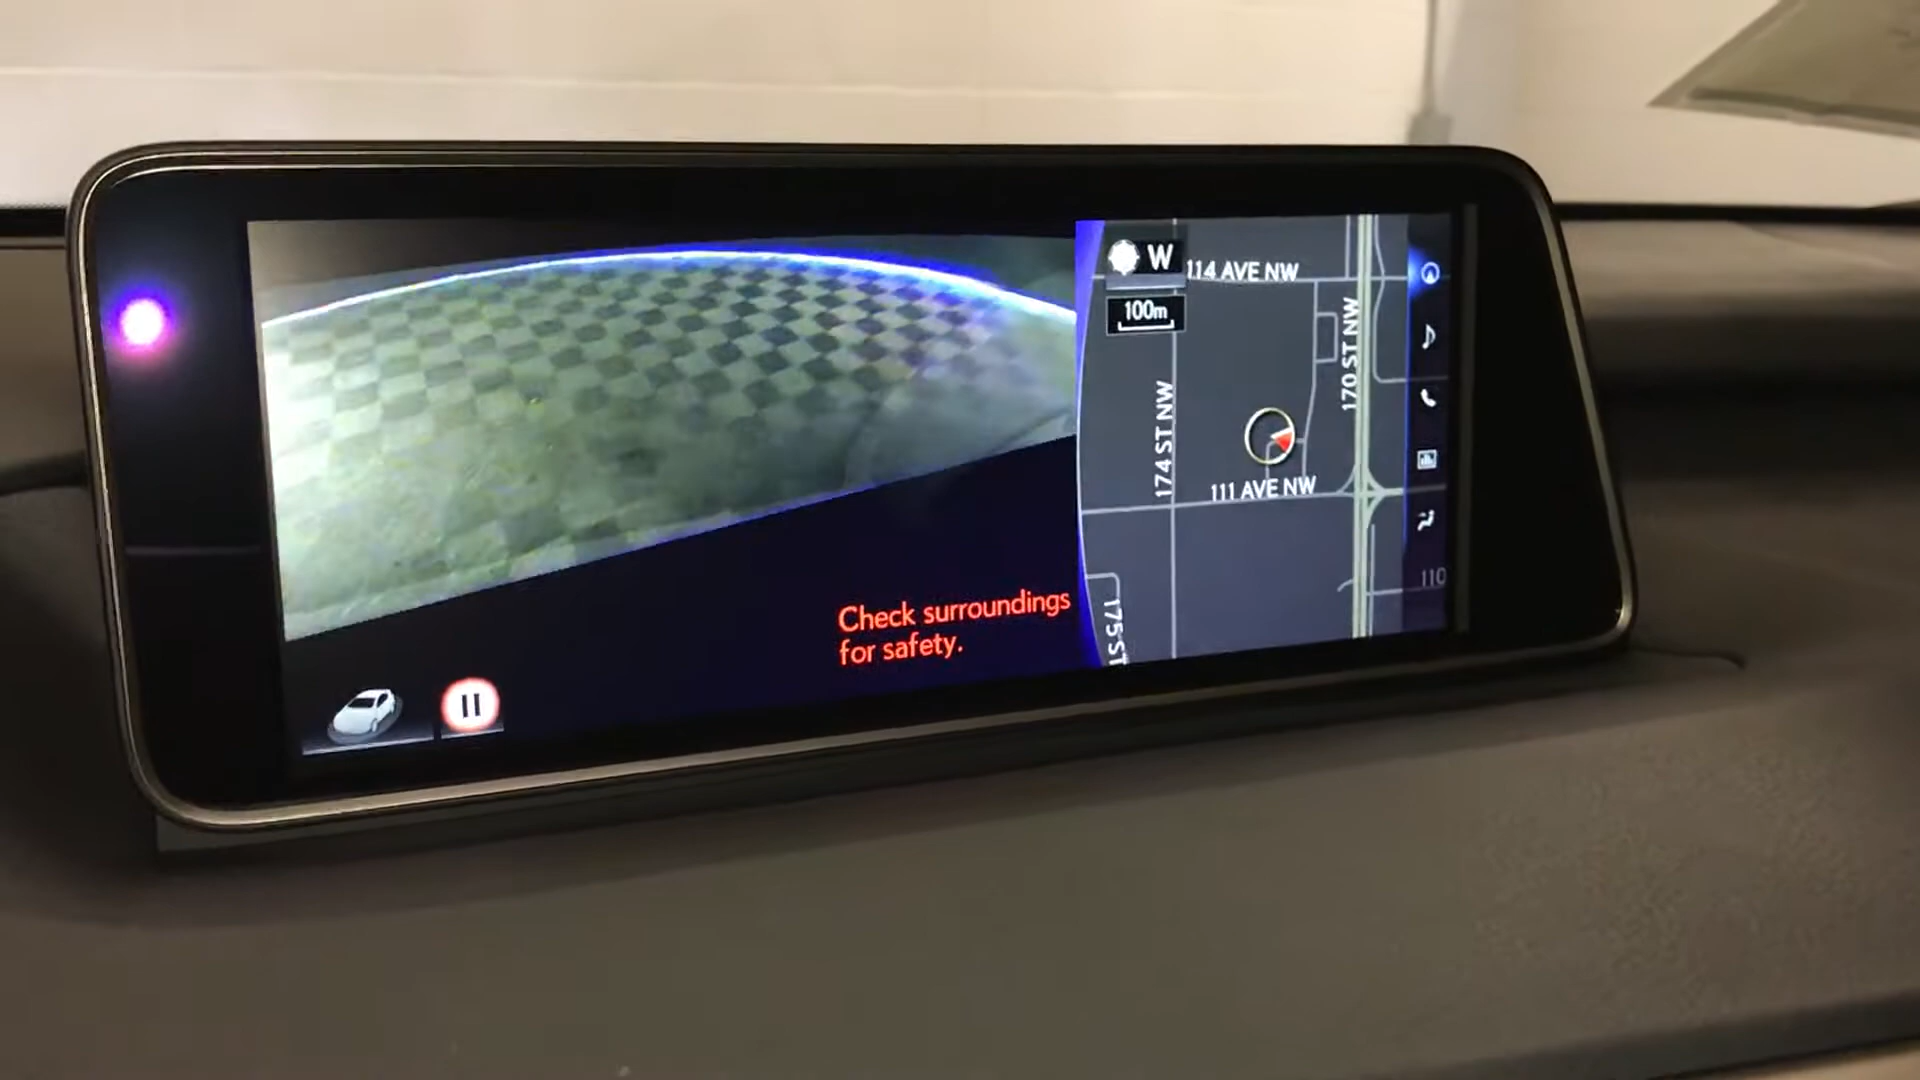 W
114 AVE NW
100m
170 ST NW
174 ST NW
111 AVE NW
110
175 ST
Check surroundings
for safety.